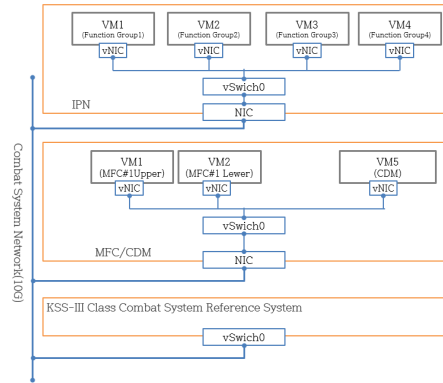 VM1
(Function Group1)
VM2
(Function Group2)
VM3
(Function Group3)
VM4
(Function Group4)
vNIC
vNIC
vNIC
vNIC
vSwich0
IPN
NIC
Combat System Network(10G)
VM1
(MFC#1Upper)
VM2
(MFC#1 Lewer)
VM5
(CDM)
vNIC
vNIC
vNIC
vSwich0
MFC/CDM
NIC
KSS-III Class Combat System Reference System
vSwich0